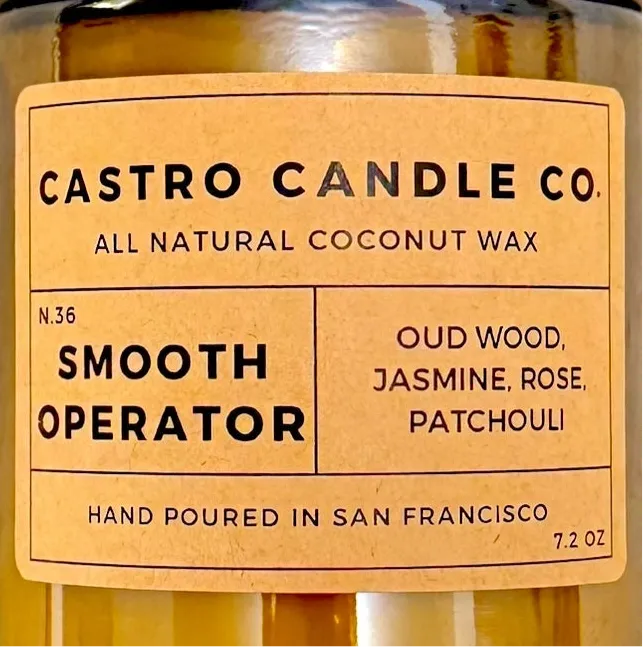 CASTRO CANDLE CO.
ALL NATURAL COCONUT WAX
N.36
SMOOTH
OPERATOR
OUD WOOD,
JASMINE, ROSE,
PATCHOULI
HAND POURED IN SAN FRANCISCO
7.2 OZ